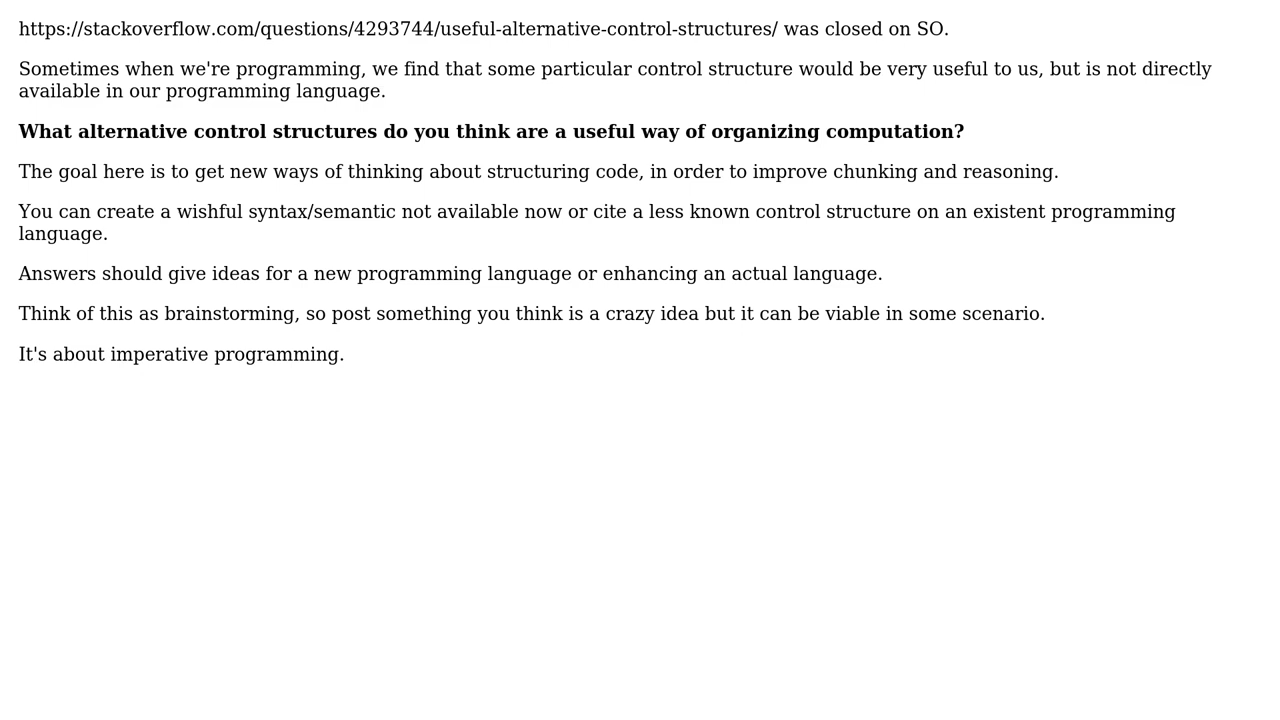 https://stackoverflow.com/questions/4293744/useful-alternative-control-structures/ was closed on SO.
Sometimes when we're programming, we find that some particular control structure would be very useful to us, but is not directly
available in our programming language.
What alternative control structures do you think are a useful way of organizing computation?
The goal here is to get new ways of thinking about structuring code, in order to improve chunking and reasoning.
You can create a wishful syntax/semantic not available now or cite a less known control structure on an existent programming
language.
Answers should give ideas for a new programming language or enhancing an actual language.
Think of this as brainstorming, so post something you think is a crazy idea but it can be viable in some scenario.
It's about imperative programming.